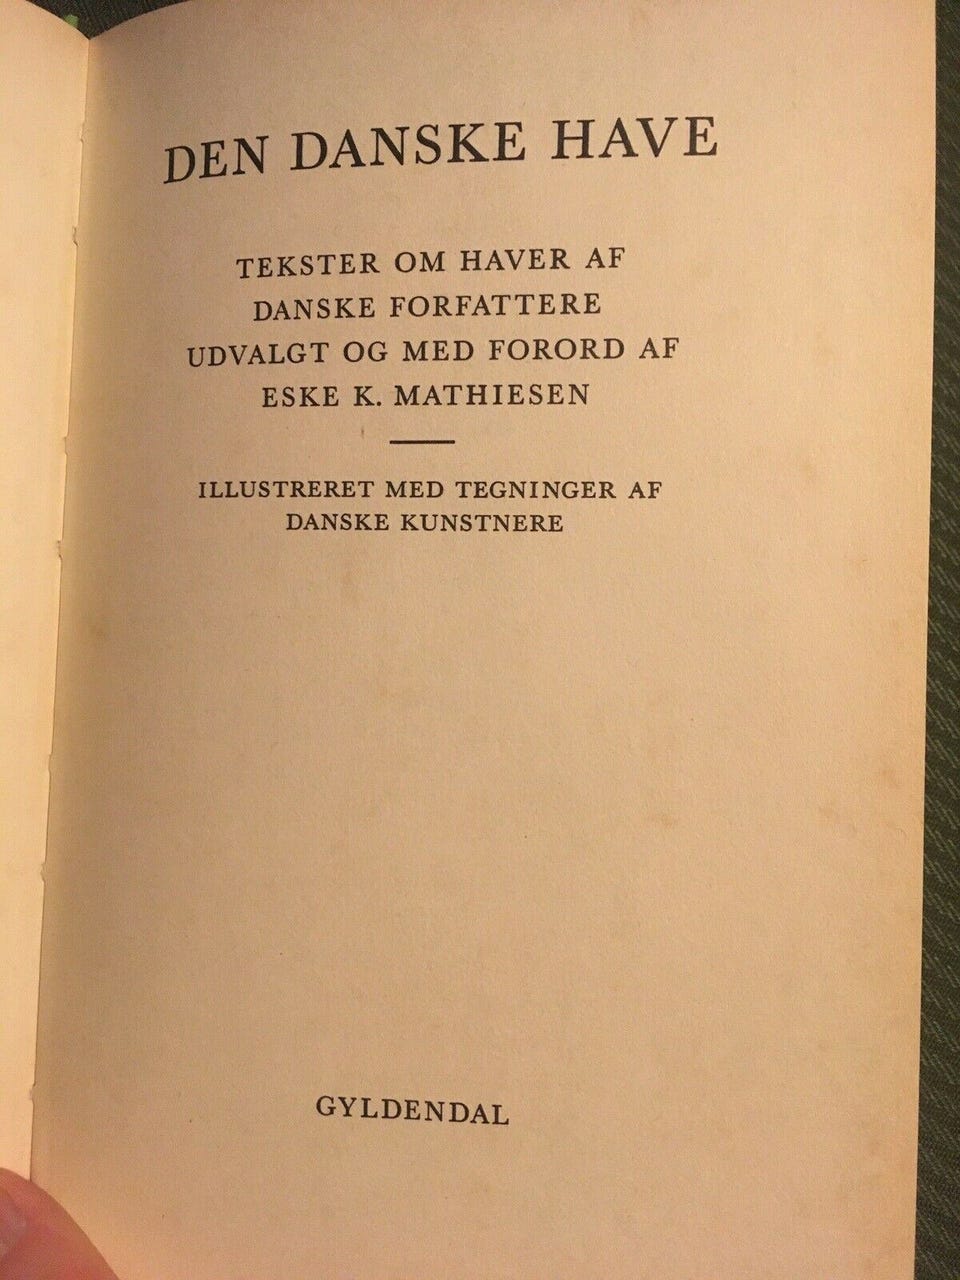 DEN DANSKE HAVE
TEKSTER OM HAVER AF
DANSKE FORFATTERE
UDVALGT OG MED FORORD AF
ESKE K. MATHIESEN
ILLUSTRERET MED TEGNINGER AF
DANSKE KUNSTNERE
GYLDENDAL